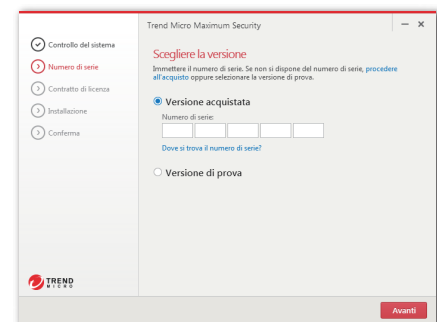 Trend Micro Maximum Security
Controllo del sistema
Numero di serie
Contratto di licenza
Installazione
Conferma
Scegliere la versione
Immettere il numero di serie. Se non si dispone del numero di serie, procedere
all'acquisto oppure selezionare la versione di prova.
Versione acquistata
Numero di serie:
Dove si trova il numero di serie?
Versione di prova
TREND
MICRO
Avanti